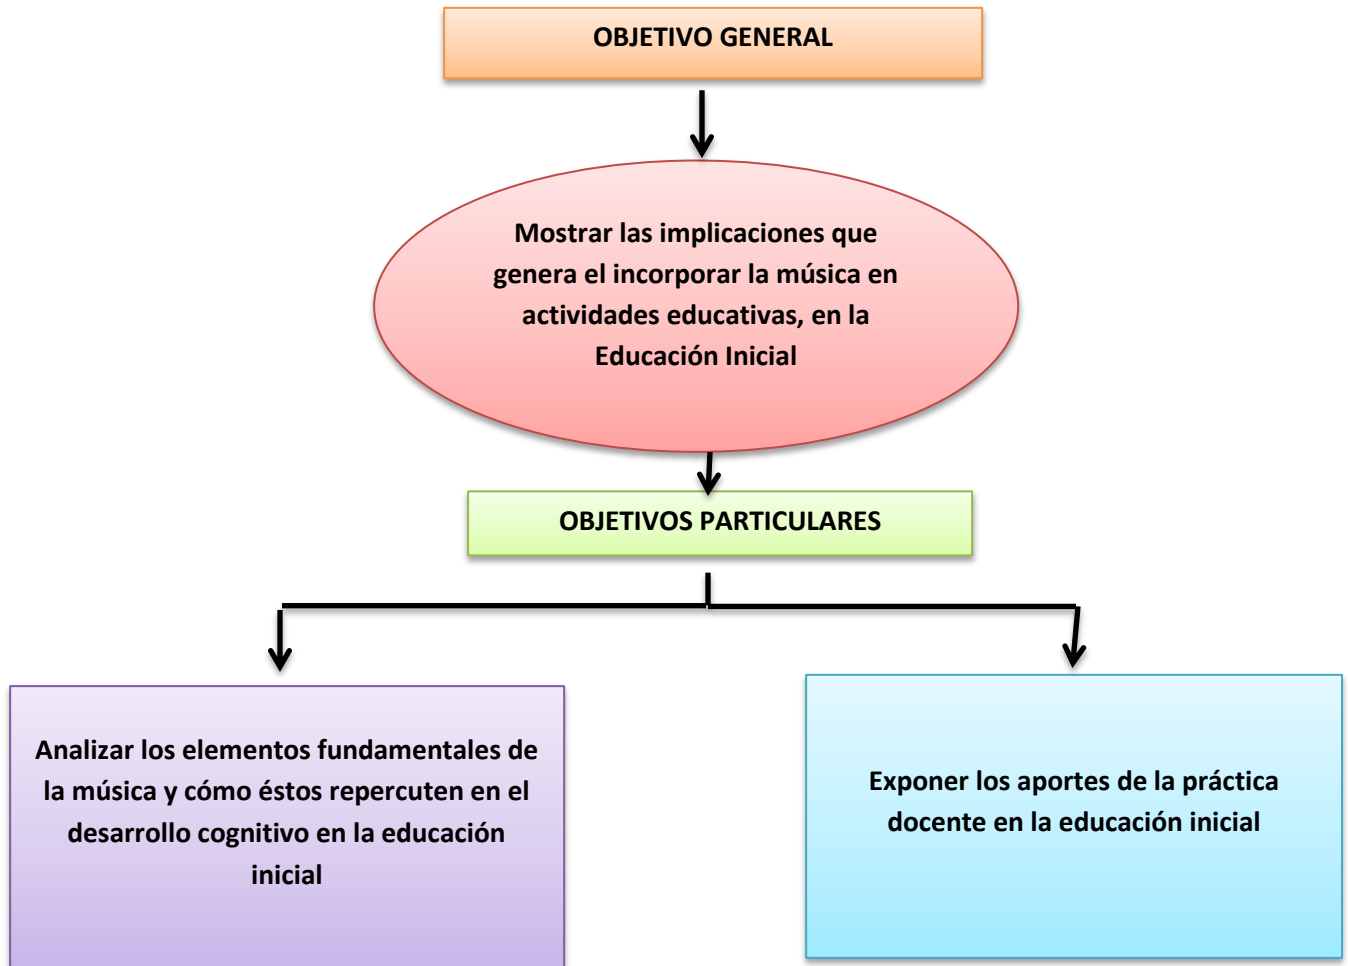 OBJETIVO GENERAL
Mostrar las implicaciones que
genera el incorporar la música en
actividades educativas, en la
Educación Inicial
OBJETIVOS PARTICULARES
Analizar los elementos fundamentales de
la música y cómo éstos repercuten en el
desarrollo cognitivo en la educación
inicial
Exponer los aportes de la práctica
docente en la educación inicial